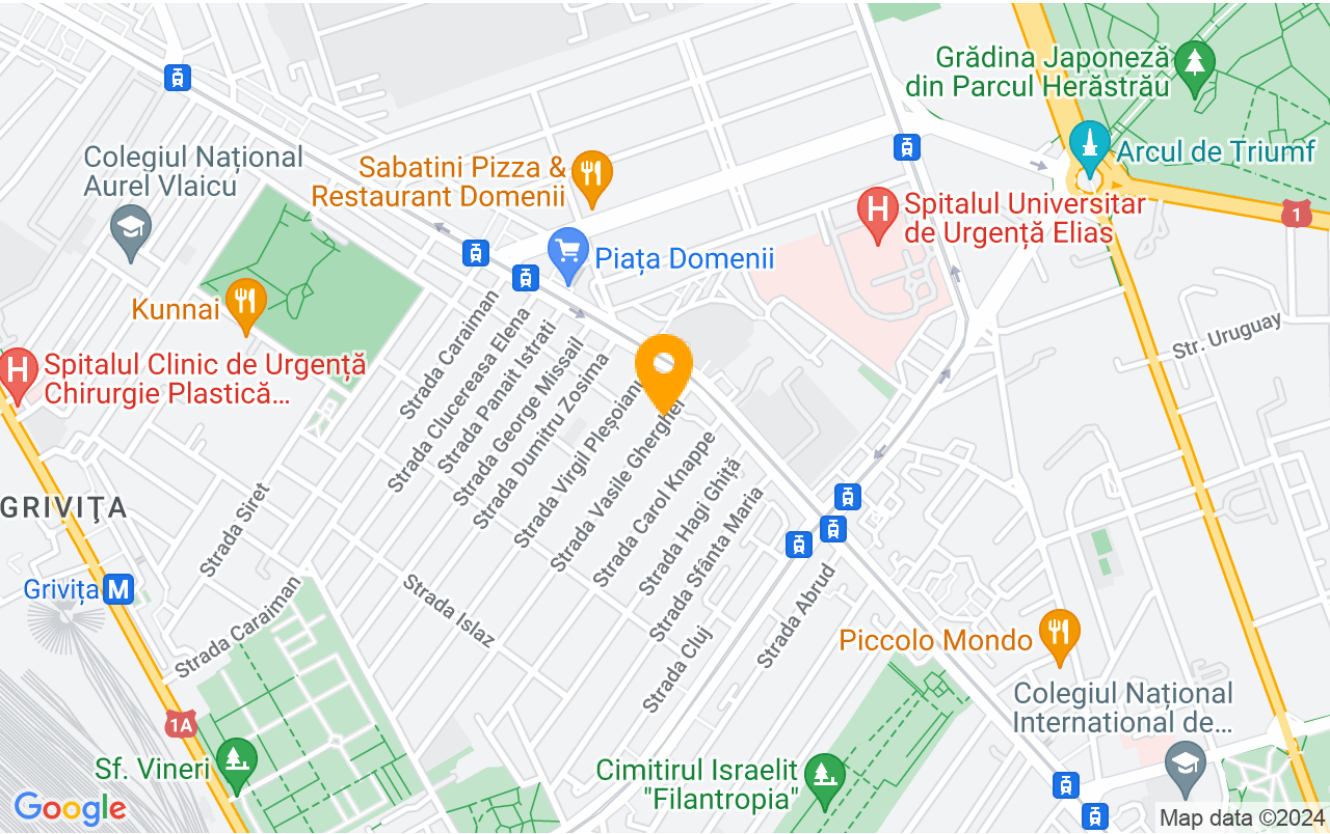 Grădina Japoneză
din Parcul Herăstrău
Colegiul Național
Aurel Vlaicu
Sabatini Pizza &
Restaurant Domenii
Arcul de Triumf
Spitalul Universitar
de Urgență Elias
1
Piața Domenii
Kunnai
Str. Uruguay
Spitalul Clinic de Urgență
Chirurgie Plastică...
Strada Caraiman
Strada Clucereasa Elena
Strada Panait Istrati
Strada George Missail
Strada Dumitru Zosima
Strada Virgil Pleșoianu
Strada Vasile Gherghel
Strada Carol Knappe
Strada Hagi Ghiță
Strada Sfânta Maria
GRIVIȚA
Strada Siret
Grivița M
Strada Caraiman
Strada Islaz
Strada Cluj
Strada Abrud
Piccolo Mondo
Colegiul Național
International de...
1A
Sf. Vineri
Cimitirul Israelit
"Filantropia"
Google
Map data ©2024